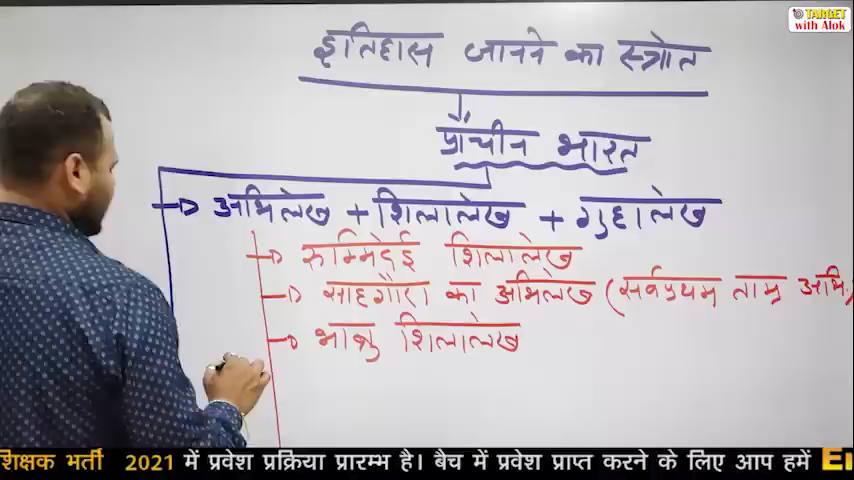 TARGET
with Alok
इतिहास जानने का स्त्रोत
प्राचीन भारत
अभिलेख + शिलालेख + गुहालेख
रुम्मिदेई शिलालेख
साहगौरा का अभिलेख (सर्वप्रथम ताम्र अभि.)
भाब्रु शिलालेख
शिक्षक भर्ती 2021 में प्रवेश प्रक्रिया प्रारम्भ है। बैच में प्रवेश प्राप्त करने के लिए आप हमें